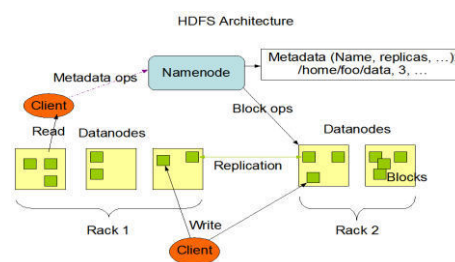 HDFS Architecture
Metadata (Name, replicas, ...):
/home/foo/data, 3, ...
Namenode
Metadata ops
Block ops
Client
Read
Datanodes
Datanodes
Replication
Blocks
Rack 1
Write
Rack 2
Client